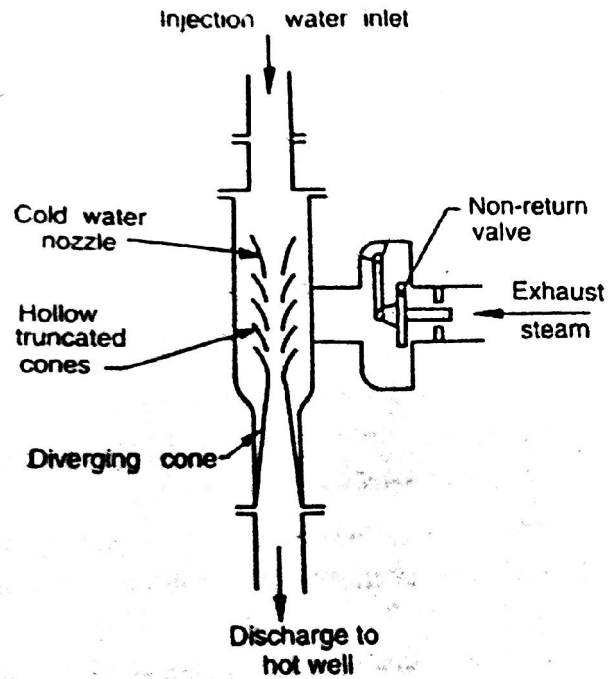 Injection water inlet
Cold water
nozzle
Non-return
valve
Hollow
truncated
cones
Exhaust
steam
Diverging cone
Discharge to
hot well